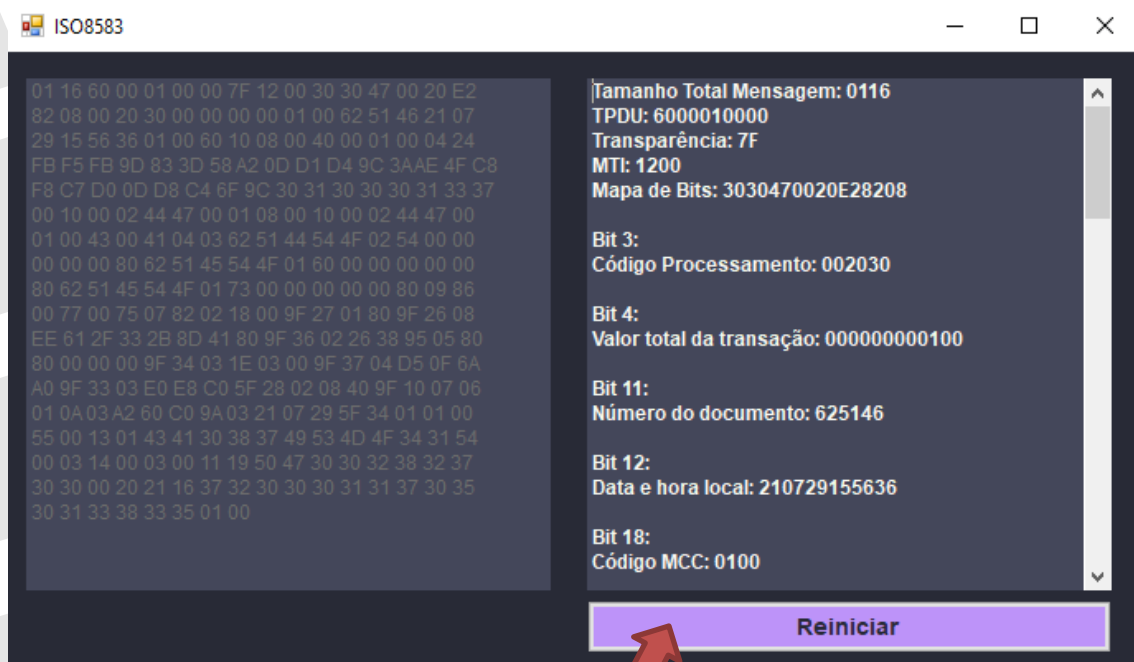 ISO8583
01 16 60 00 01 00 00 7F 12 00 30 30 47 00 20 E2
82 08 00 20 30 00 00 00 00 01 00 62 51 46 21 07
29 15 56 36 01 00 60 10 08 00 40 00 01 00 04 24
FB F5 FB 9D 83 3D 58 A2 0D D1 D4 9C 3AAE 4F C8
F8 C7 D0 0D D8 C4 6F 9C 30 31 30 30 30 31 33 37
00 10 00 02 44 47 00 01 08 00 10 00 02 44 47 00
01 00 43 00 41 04 03 62 51 44 54 4F 02 54 00 00
00 00 00 80 62 51 45 54 4F 01 60 00 00 00 00 00
80 62 51 45 54 4F 01 73 00 00 00 00 00 80 09 86
00 77 00 75 07 82 02 18 00 9F 27 01 80 9F 26 08
EE 61 2F 33 2B 8D 41 80 9F 36 02 26 38 95 05 80
80 00 00 00 9F 34 03 1E 03 00 9F 37 04 D5 0F 6A
A0 9F 33 03 E0 E8 C0 5F 28 02 08 40 9F 10 07 06
01 0A 03 A2 60 C0 9A 03 21 07 29 5F 34 01 01 00
55 00 13 01 43 41 30 38 37 49 53 4D 4F 34 31 54
00 03 14 00 03 00 11 19 50 47 30 30 32 38 32 37
30 30 00 20 21 16 37 32 30 30 30 31 31 37 30 35
30 31 33 38 33 35 01 00
Tamanho Total Mensagem: 0116
TPDU: 6000010000
Transparência: 7F
MTI: 1200
Mapa de Bits: 3030470020E28208
Bit 3:
Código Processamento: 002030
Bit 4:
Valor total da transação: 000000000100
Bit 11:
Número do documento: 625146
Bit 12:
Data e hora local: 210729155636
Bit 18:
Código MCC: 0100
Reiniciar